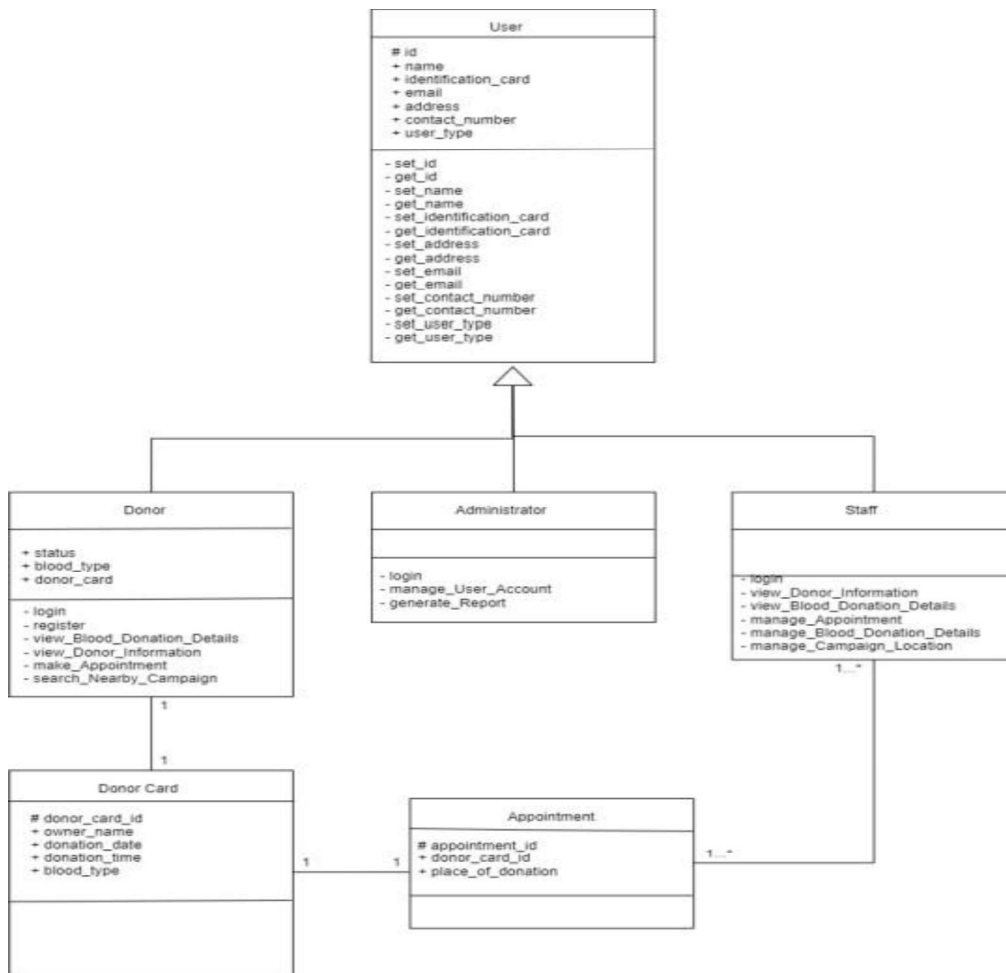 User
# id
+ name
+ identification_card
+ email
+ address
+ contact_number
+ user_type
- set_id
- get_id
- set_name
- get_name
- set_identification_card
- get_identification_card
- set_address
- get_address
- set_email
- get_email
- set_contact_number
- get_contact_number
- set_user_type
- get_user_type
Donor
+ status
+ blood_type
+ donor_card
- login
- register
- view_Blood_Donation_Details
- view_Donor_Information
- make_Appointment
- search_Nearby_Campaign
Administrator
- login
- manage_User_Account
- generate_Report
Staff
- login
- view_Donor_Information
- view_Blood_Donation_Details
- manage_Appointment
- manage_Blood_Donation_Details
- manage_Campaign_Location
1...*
1
1
Donor Card
# donor_card_id
+ owner_name
+ donation_date
+ donation_time
+ blood_type
1
1
Appointment
# appointment_id
+ donor_card_id
+ place_of_donation
1...*